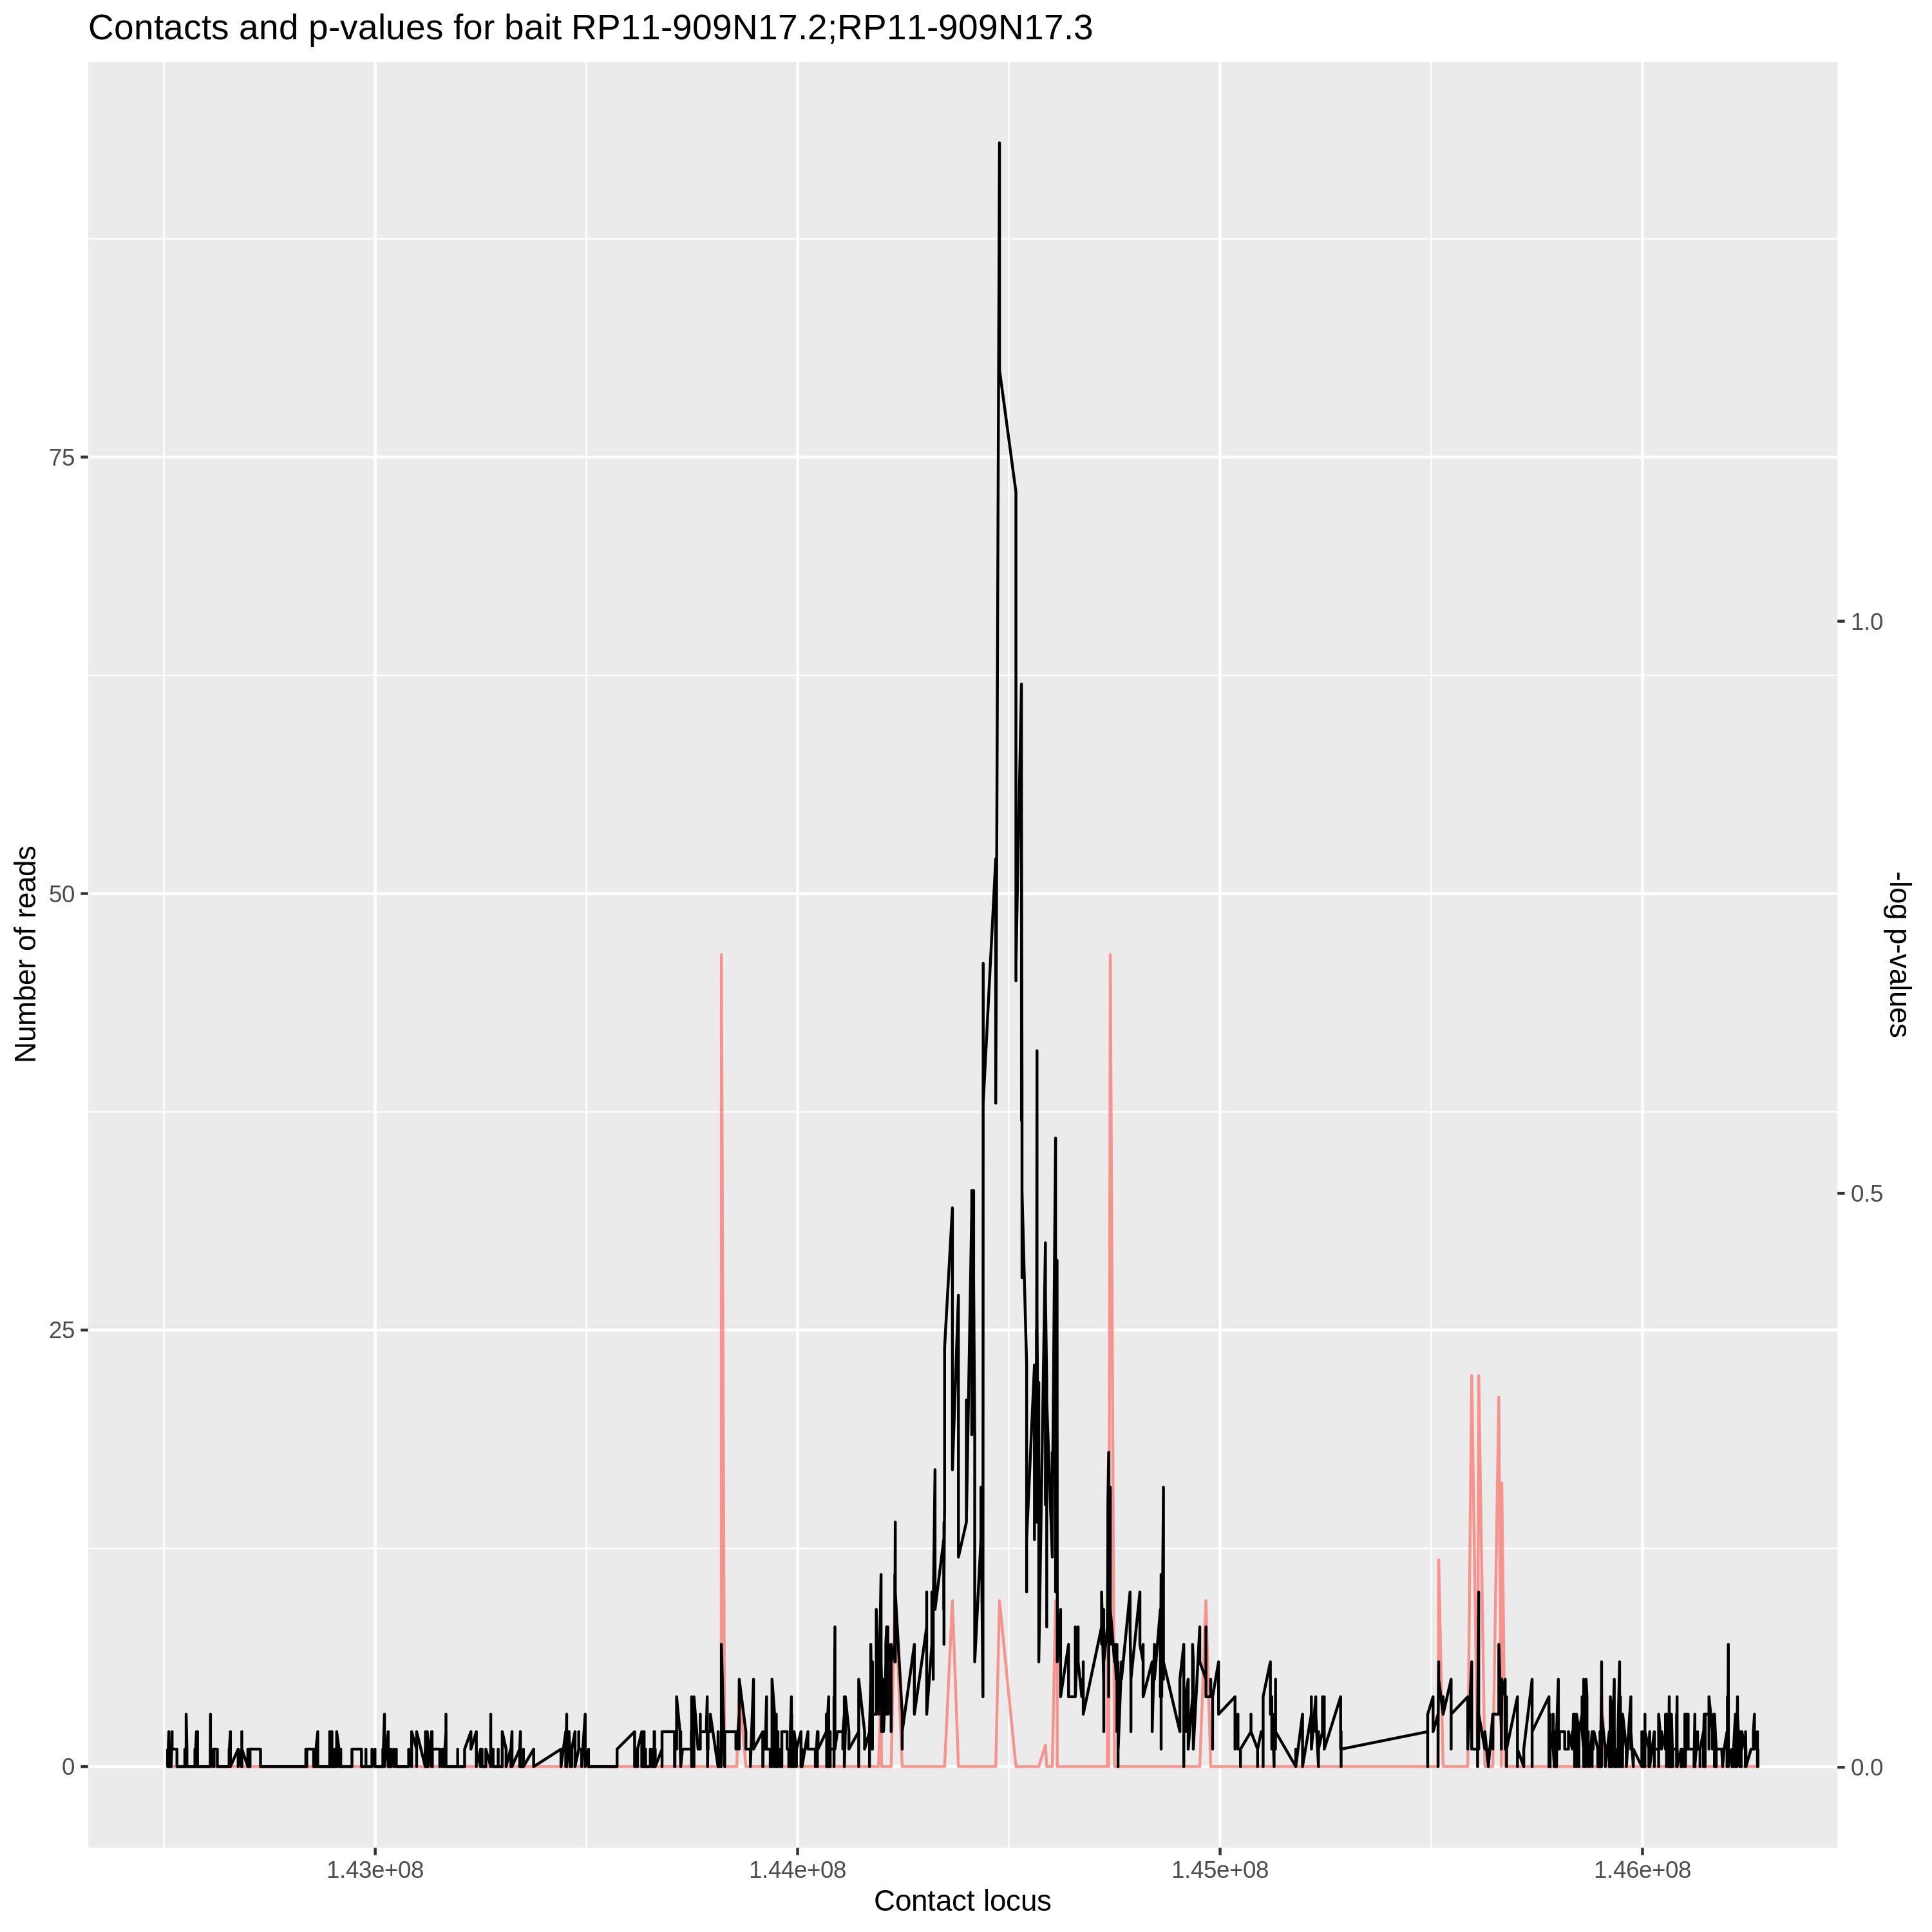 Contacts and p-values for bait RP11-909N17.2;RP11-909N17.3
75
50
25
0
Number of reads
1.0
0.5
0.0
-log p-values
1.43e+08
1.44e+08
1.45e+08
1.46e+08
Contact locus